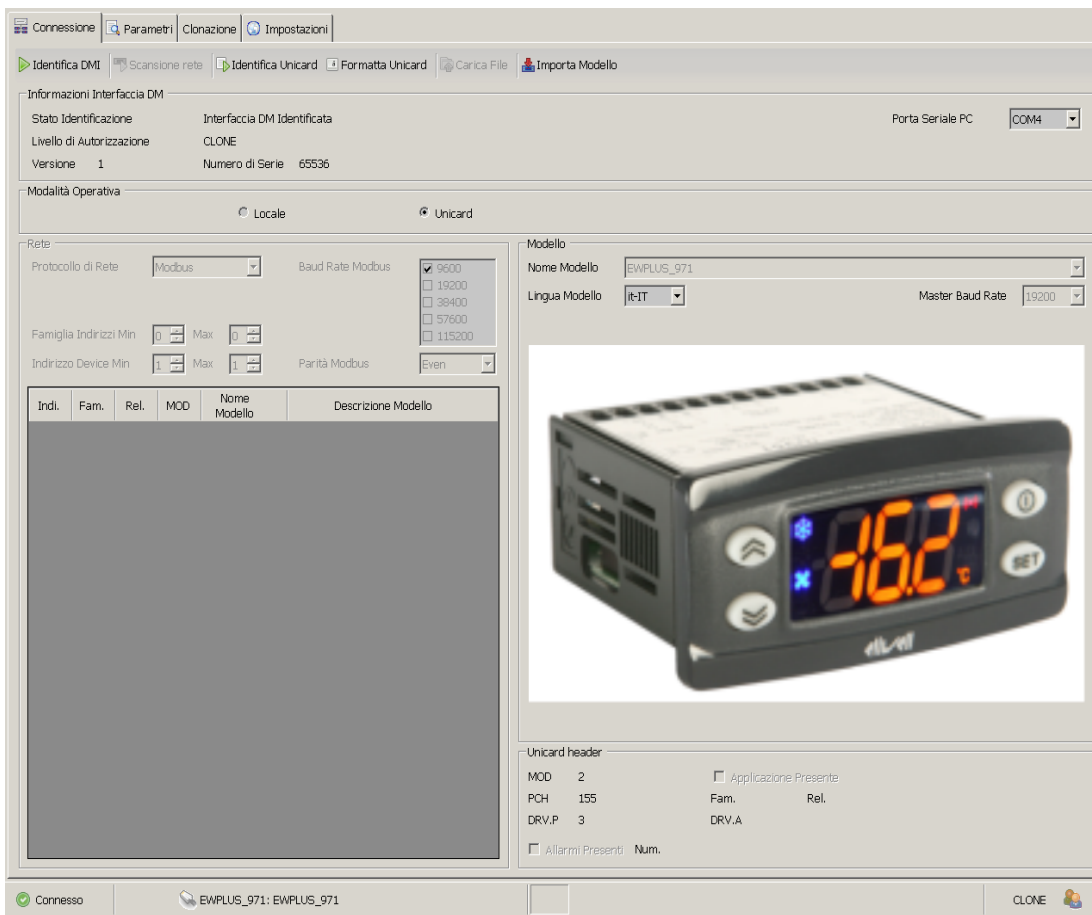 Connessione Parametri Clonazione Impostazioni
Identifica DMI Scansione rete Identifica Unicard Formatta Unicard Carica File Importa Modello
Informazioni Interfaccia DM
Stato Identificazione Interfaccia DM Identificata Porta Seriale PC COM4
Livello di Autorizzazione CLONE
Versione 1 Numero di Serie 65536
Modalità Operativa
Locale Unicard
Rete
Protocollo di Rete Modbus Baud Rate Modbus 9600
19200
38400
57600
115200
Famiglia Indirizzi Min 0 Max 0
Indirizzo Device Min 1 Max 1 Parità Modbus Even
Indi. Fam. Rel. MOD Nome Modello Descrizione Modello
Modello
Nome Modello EWPLUS_971
Lingua Modello it-IT Master Baud Rate 19200
-16.2 °C
SET
eliwell
Unicard header
MOD 2 Applicazione Presente
PCH 155 Fam. Rel.
DRV.P 3 DRV.A
Allarmi Presenti Num.
Connesso EWPLUS_971: EWPLUS_971 CLONE